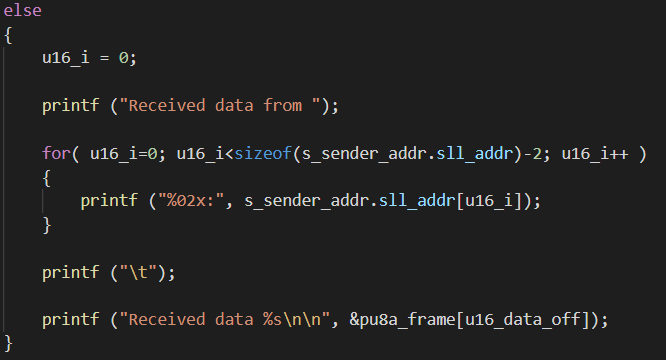 else
{
u16_i = 0;
printf ("Received data from ");
for( u16_i=0; u16_i<sizeof(s_sender_addr.sll_addr)-2; u16_i++ )
{
printf ("%02x:", s_sender_addr.sll_addr[u16_i]);
}
printf ("\t");
printf ("Received data %s\n\n", &pu8a_frame[u16_data_off]);
}